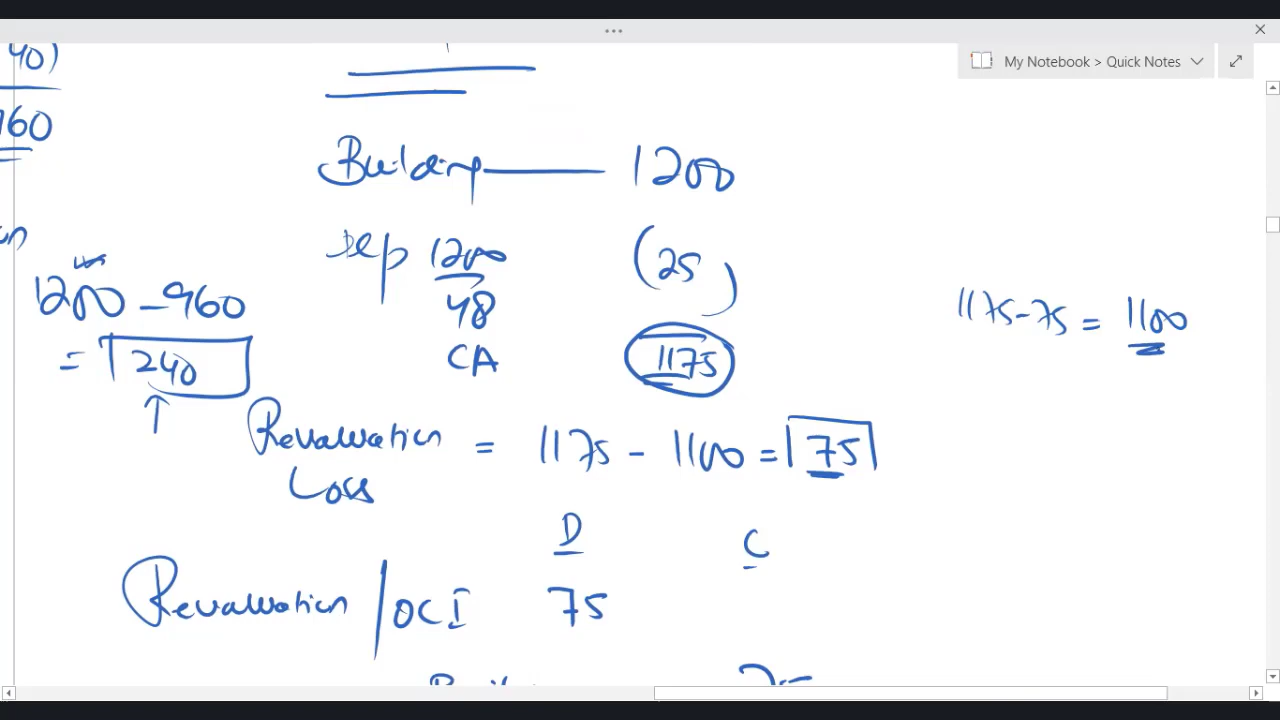 My Notebook > Quick Notes
40)
960
Building — 1200
Dep 1200/48 (25)
1200 - 960
= 240
CA 1175
1175 - 75 = 1100
Revaluation Loss = 1175 - 1100 = 75
D C
Revaluation / OCI 75